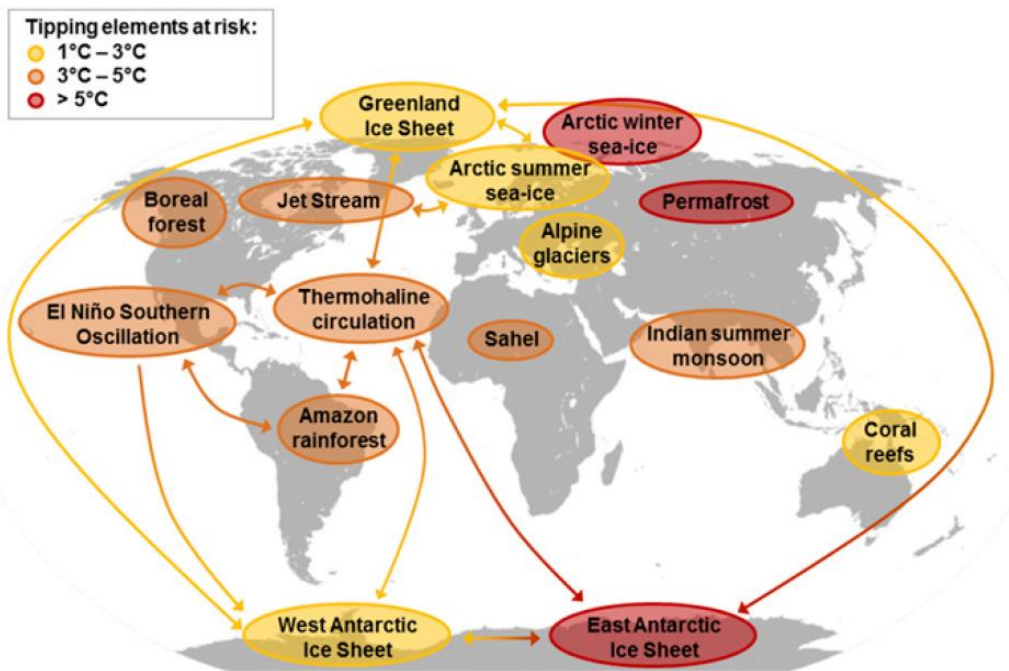 Tipping elements at risk:
1°C – 3°C
3°C – 5°C
> 5°C
Greenland
Ice Sheet
Arctic winter
sea-ice
Arctic summer
sea-ice
Boreal
forest
Jet Stream
Permafrost
Alpine
glaciers
El Niño Southern
Oscillation
Thermohaline
circulation
Sahel
Indian summer
monsoon
Amazon
rainforest
Coral
reefs
West Antarctic
Ice Sheet
East Antarctic
Ice Sheet